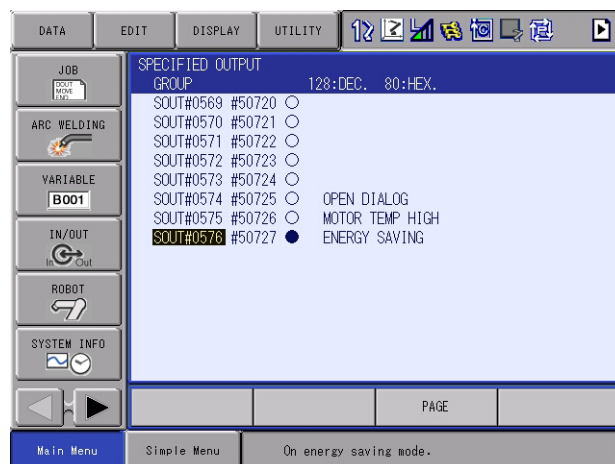 DATA EDIT DISPLAY UTILITY
JOB
DOUT
MOVE
END
ARC WELDING
VARIABLE
B001
IN/OUT
In Out
ROBOT
SYSTEM INFO
SPECIFIED OUTPUT
GROUP 128:DEC. 80:HEX.
SOUT#0569 #50720 ○
SOUT#0570 #50721 ○
SOUT#0571 #50722 ○
SOUT#0572 #50723 ○
SOUT#0573 #50724 ○
SOUT#0574 #50725 ○ OPEN DIALOG
SOUT#0575 #50726 ○ MOTOR TEMP HIGH
SOUT#0576 #50727 ● ENERGY SAVING
PAGE
Main Menu Simple Menu On energy saving mode.